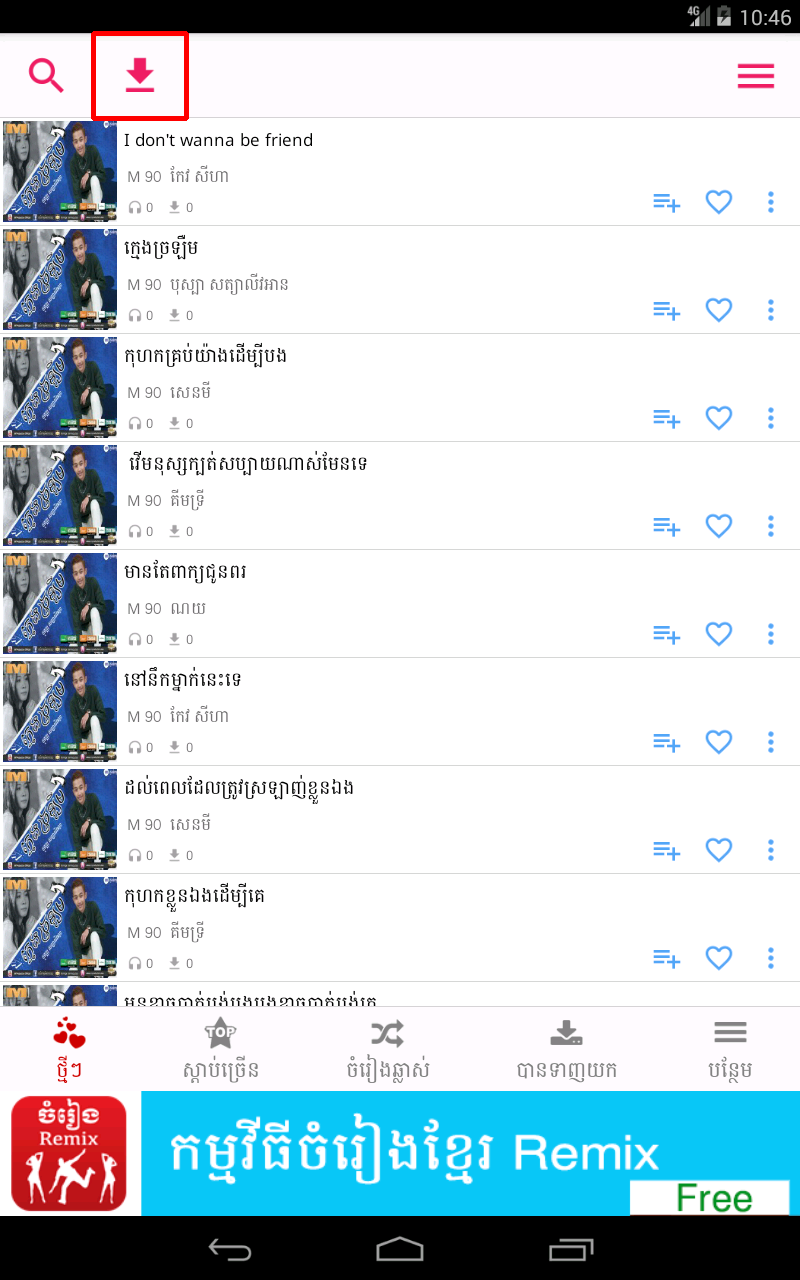 4G 10:46
I don't wanna be friend
M 90 កែវ សីហា
0 0
ក្មេងច្រឡឺម
M 90 បុស្បា សត្យាលីវអាន
0 0
កុហកគ្រប់យ៉ាងដើម្បីបង
M 90 សេនមី
0 0
វើមនុស្សក្បត់សប្បាយណាស់មែនទេ
M 90 គីមទ្រី
0 0
មានតែពាក្យជូនពរ
M 90 ណយ
0 0
នៅនឹកម្នាក់នេះទេ
M 90 កែវ សីហា
0 0
ដល់ពេលដែលត្រូវស្រឡាញ់ខ្លួនឯង
M 90 សេនមី
0 0
កុហកខ្លួនឯងដើម្បីគេ
M 90 គីមទ្រី
0 0
ថ្មីៗ
TOP
ស្តាប់ច្រើន
ចំរៀងឆ្លាស់
បានទាញយក
បន្ថែម
ចំរៀង
Remix
កម្មវីធីចំរៀងខ្មែរ Remix
Free